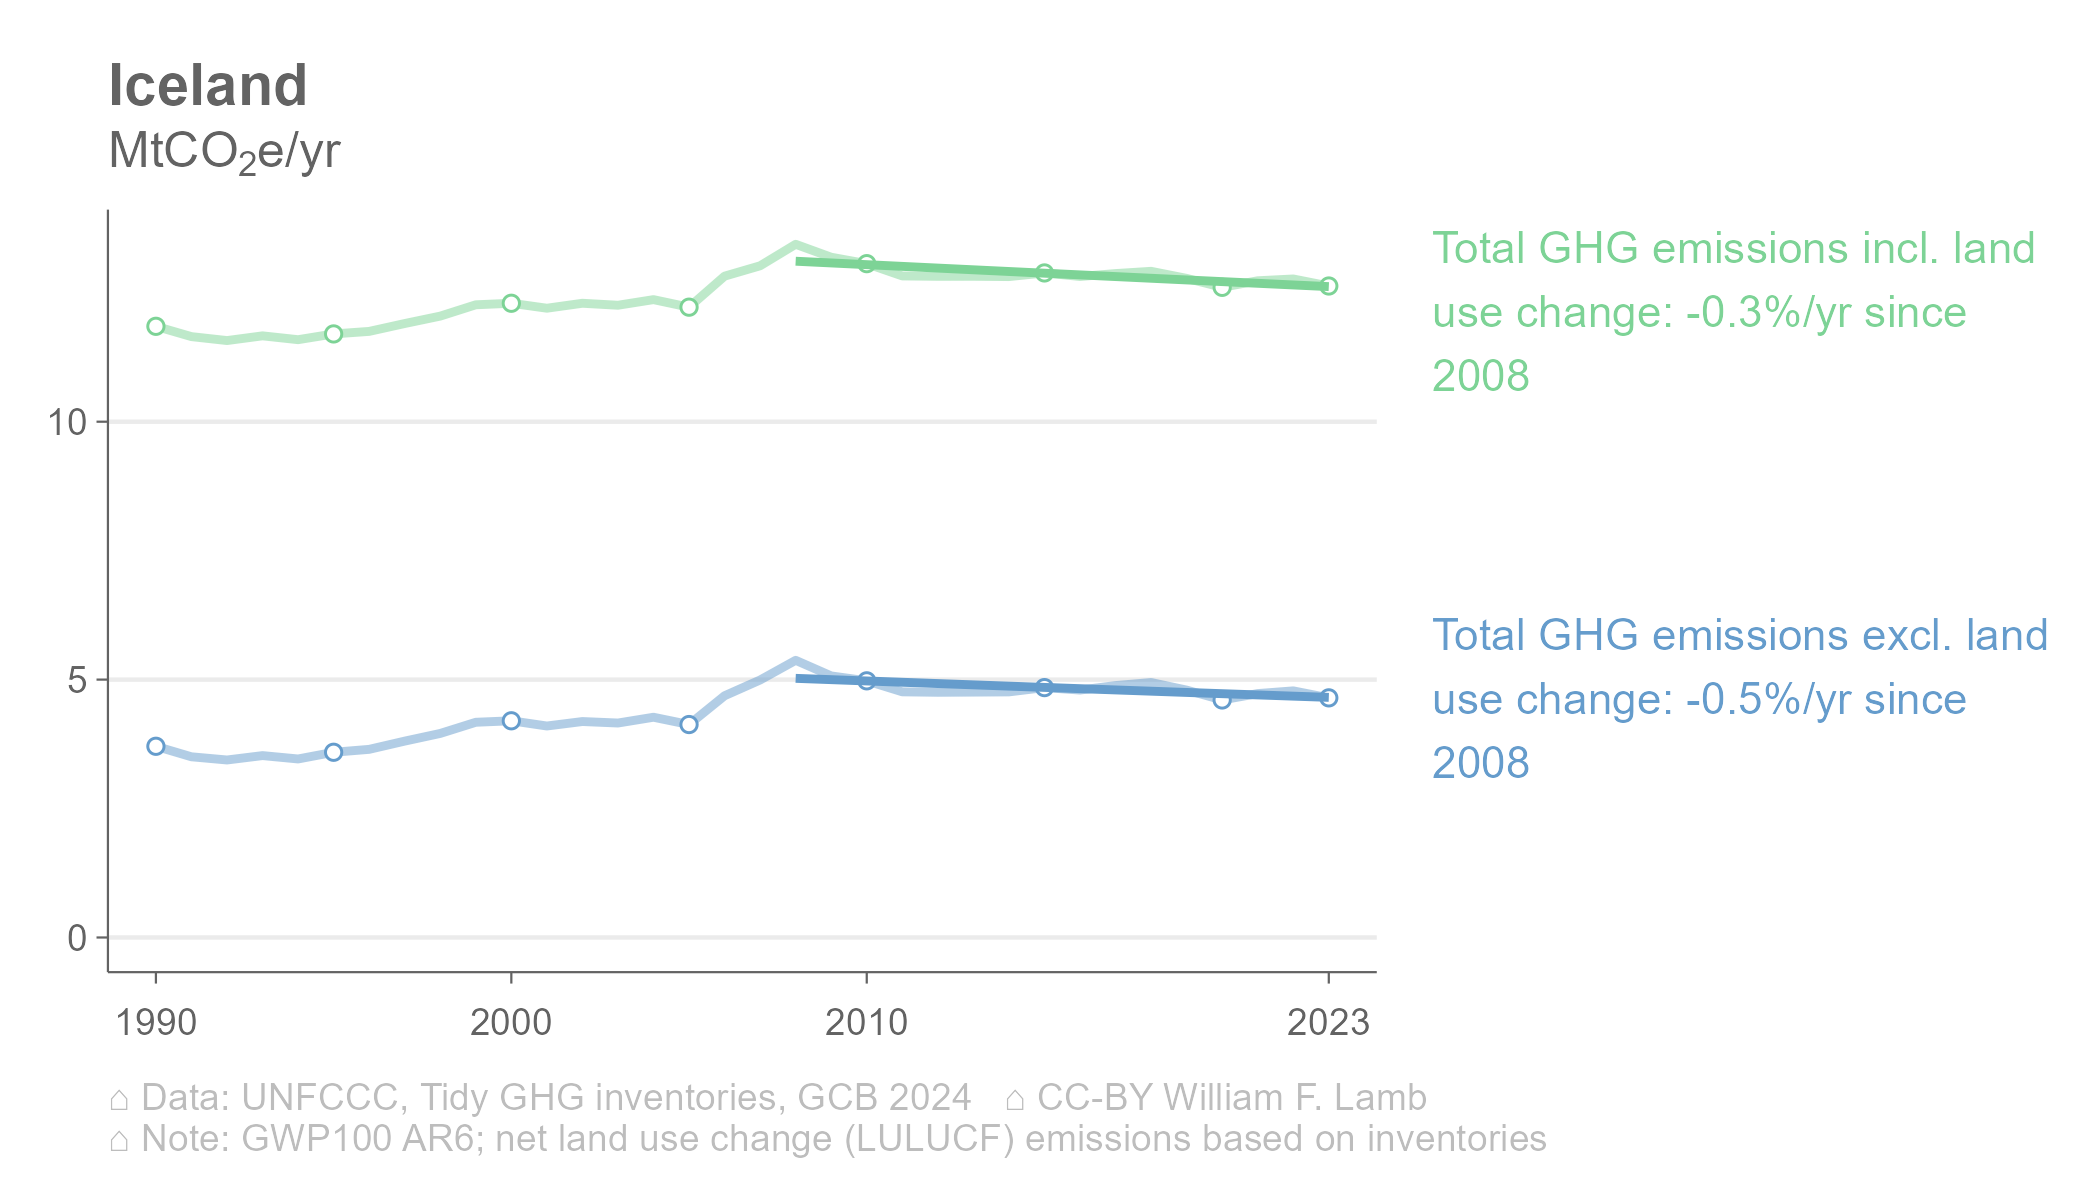 Iceland
MtCO₂e/yr
Total GHG emissions incl. land
use change: -0.3%/yr since
2008
10
Total GHG emissions excl. land
use change: -0.5%/yr since
2008
5
0
1990 2000 2010 2023
⌂ Data: UNFCCC, Tidy GHG inventories, GCB 2024 ⌂ CC-BY William F. Lamb
⌂ Note: GWP100 AR6; net land use change (LULUCF) emissions based on inventories